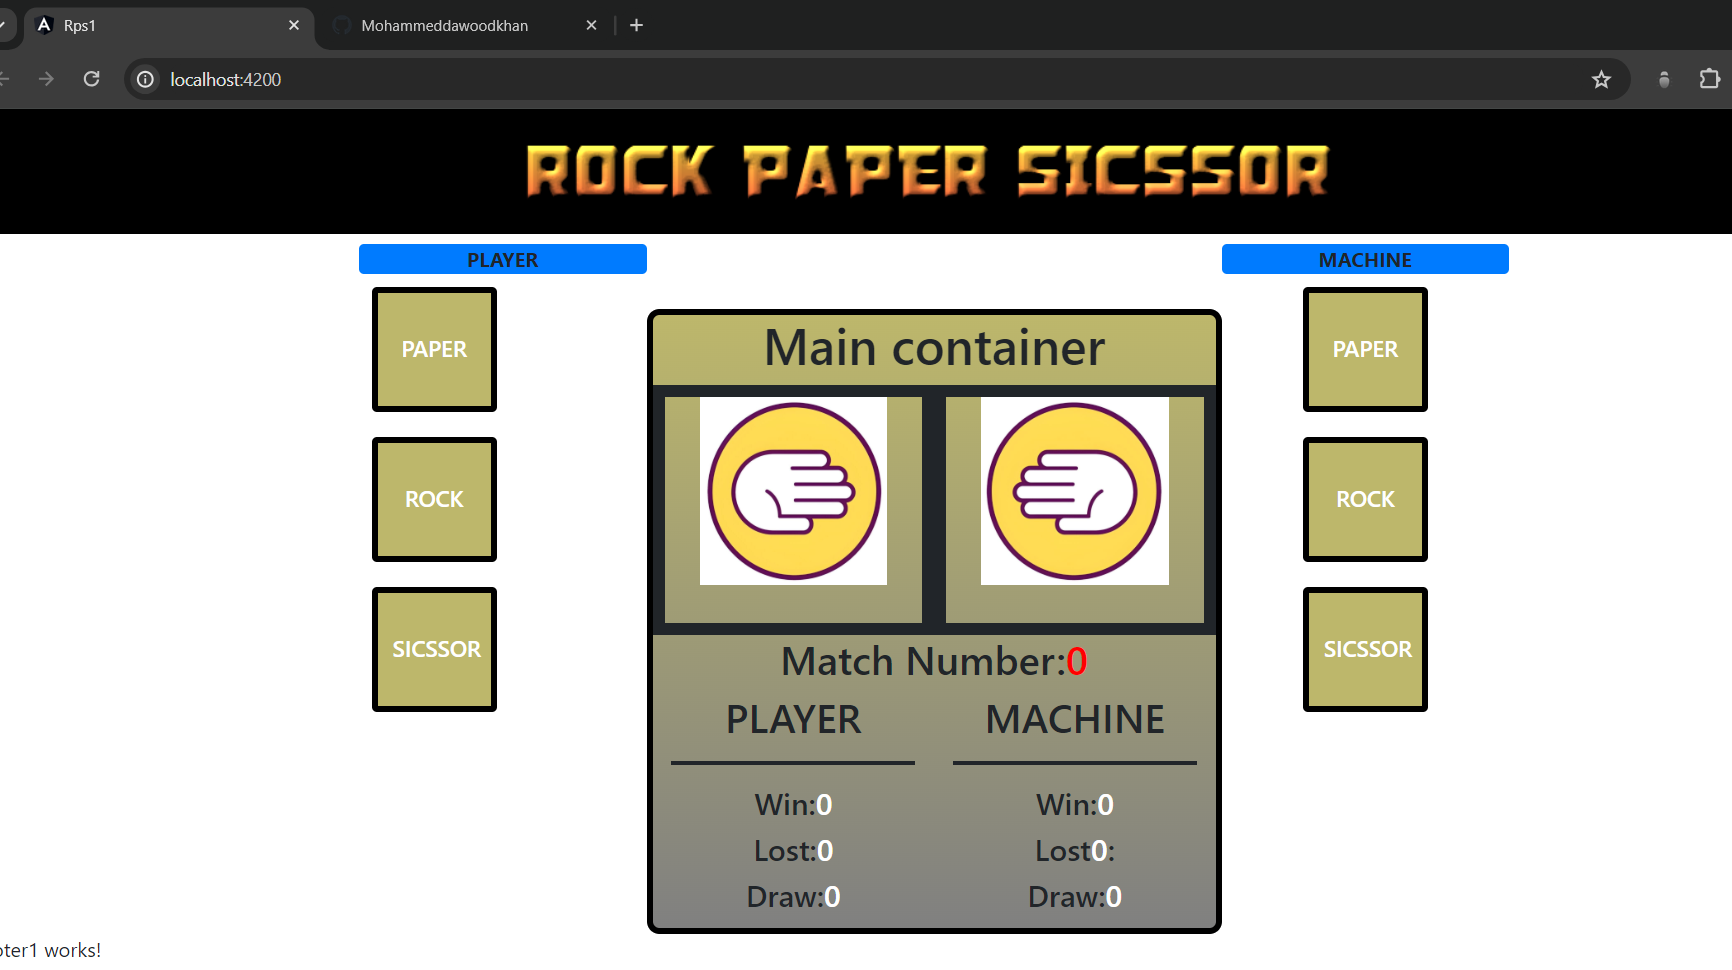 Rps1
Mohammeddawoodkhan
localhost:4200
ROCK PAPER SICSSOR
PLAYER
MACHINE
PAPER
ROCK
SICSSOR
Main container
Match Number:0
PLAYER
MACHINE
Win:0
Win:0
Lost:0
Lost0:
Draw:0
Draw:0
PAPER
ROCK
SICSSOR
works!